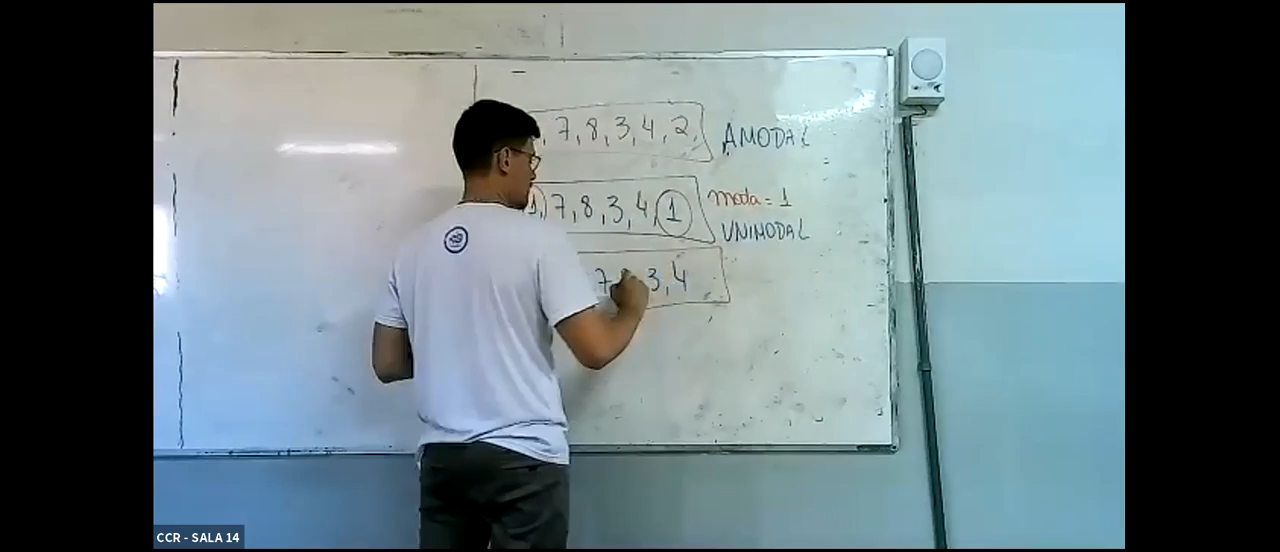 , 7, 8, 3, 4, 2,
AMODAL
1, 7, 8, 3, 4, 1
moda = 1
UNIMODAL
7, 3, 4
CCR - SALA 14